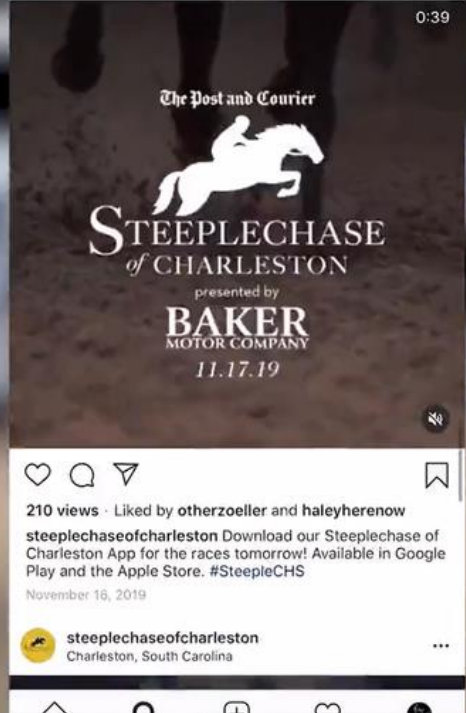 0:39
The Post and Courier
STEEPLECHASE
of CHARLESTON
presented by
BAKER
MOTOR COMPANY
11.17.19
210 views · Liked by otherzoeller and haleyherenow
steeplechaseofcharleston Download our Steeplechase of
Charleston App for the races tomorrow! Available in Google
Play and the Apple Store. #SteepleCHS
November 16, 2019
steeplechaseofcharleston
Charleston, South Carolina